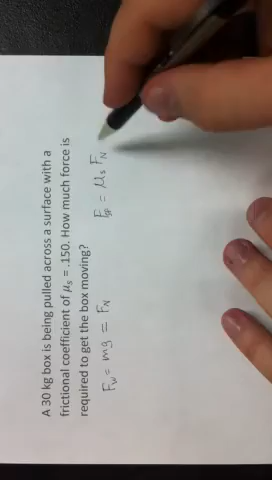 A 30 kg box is being pulled across a surface with a
frictional coefficient of μs = .150. How much force is
required to get the box moving?
Fw = mg = FN Fsf = μs FN